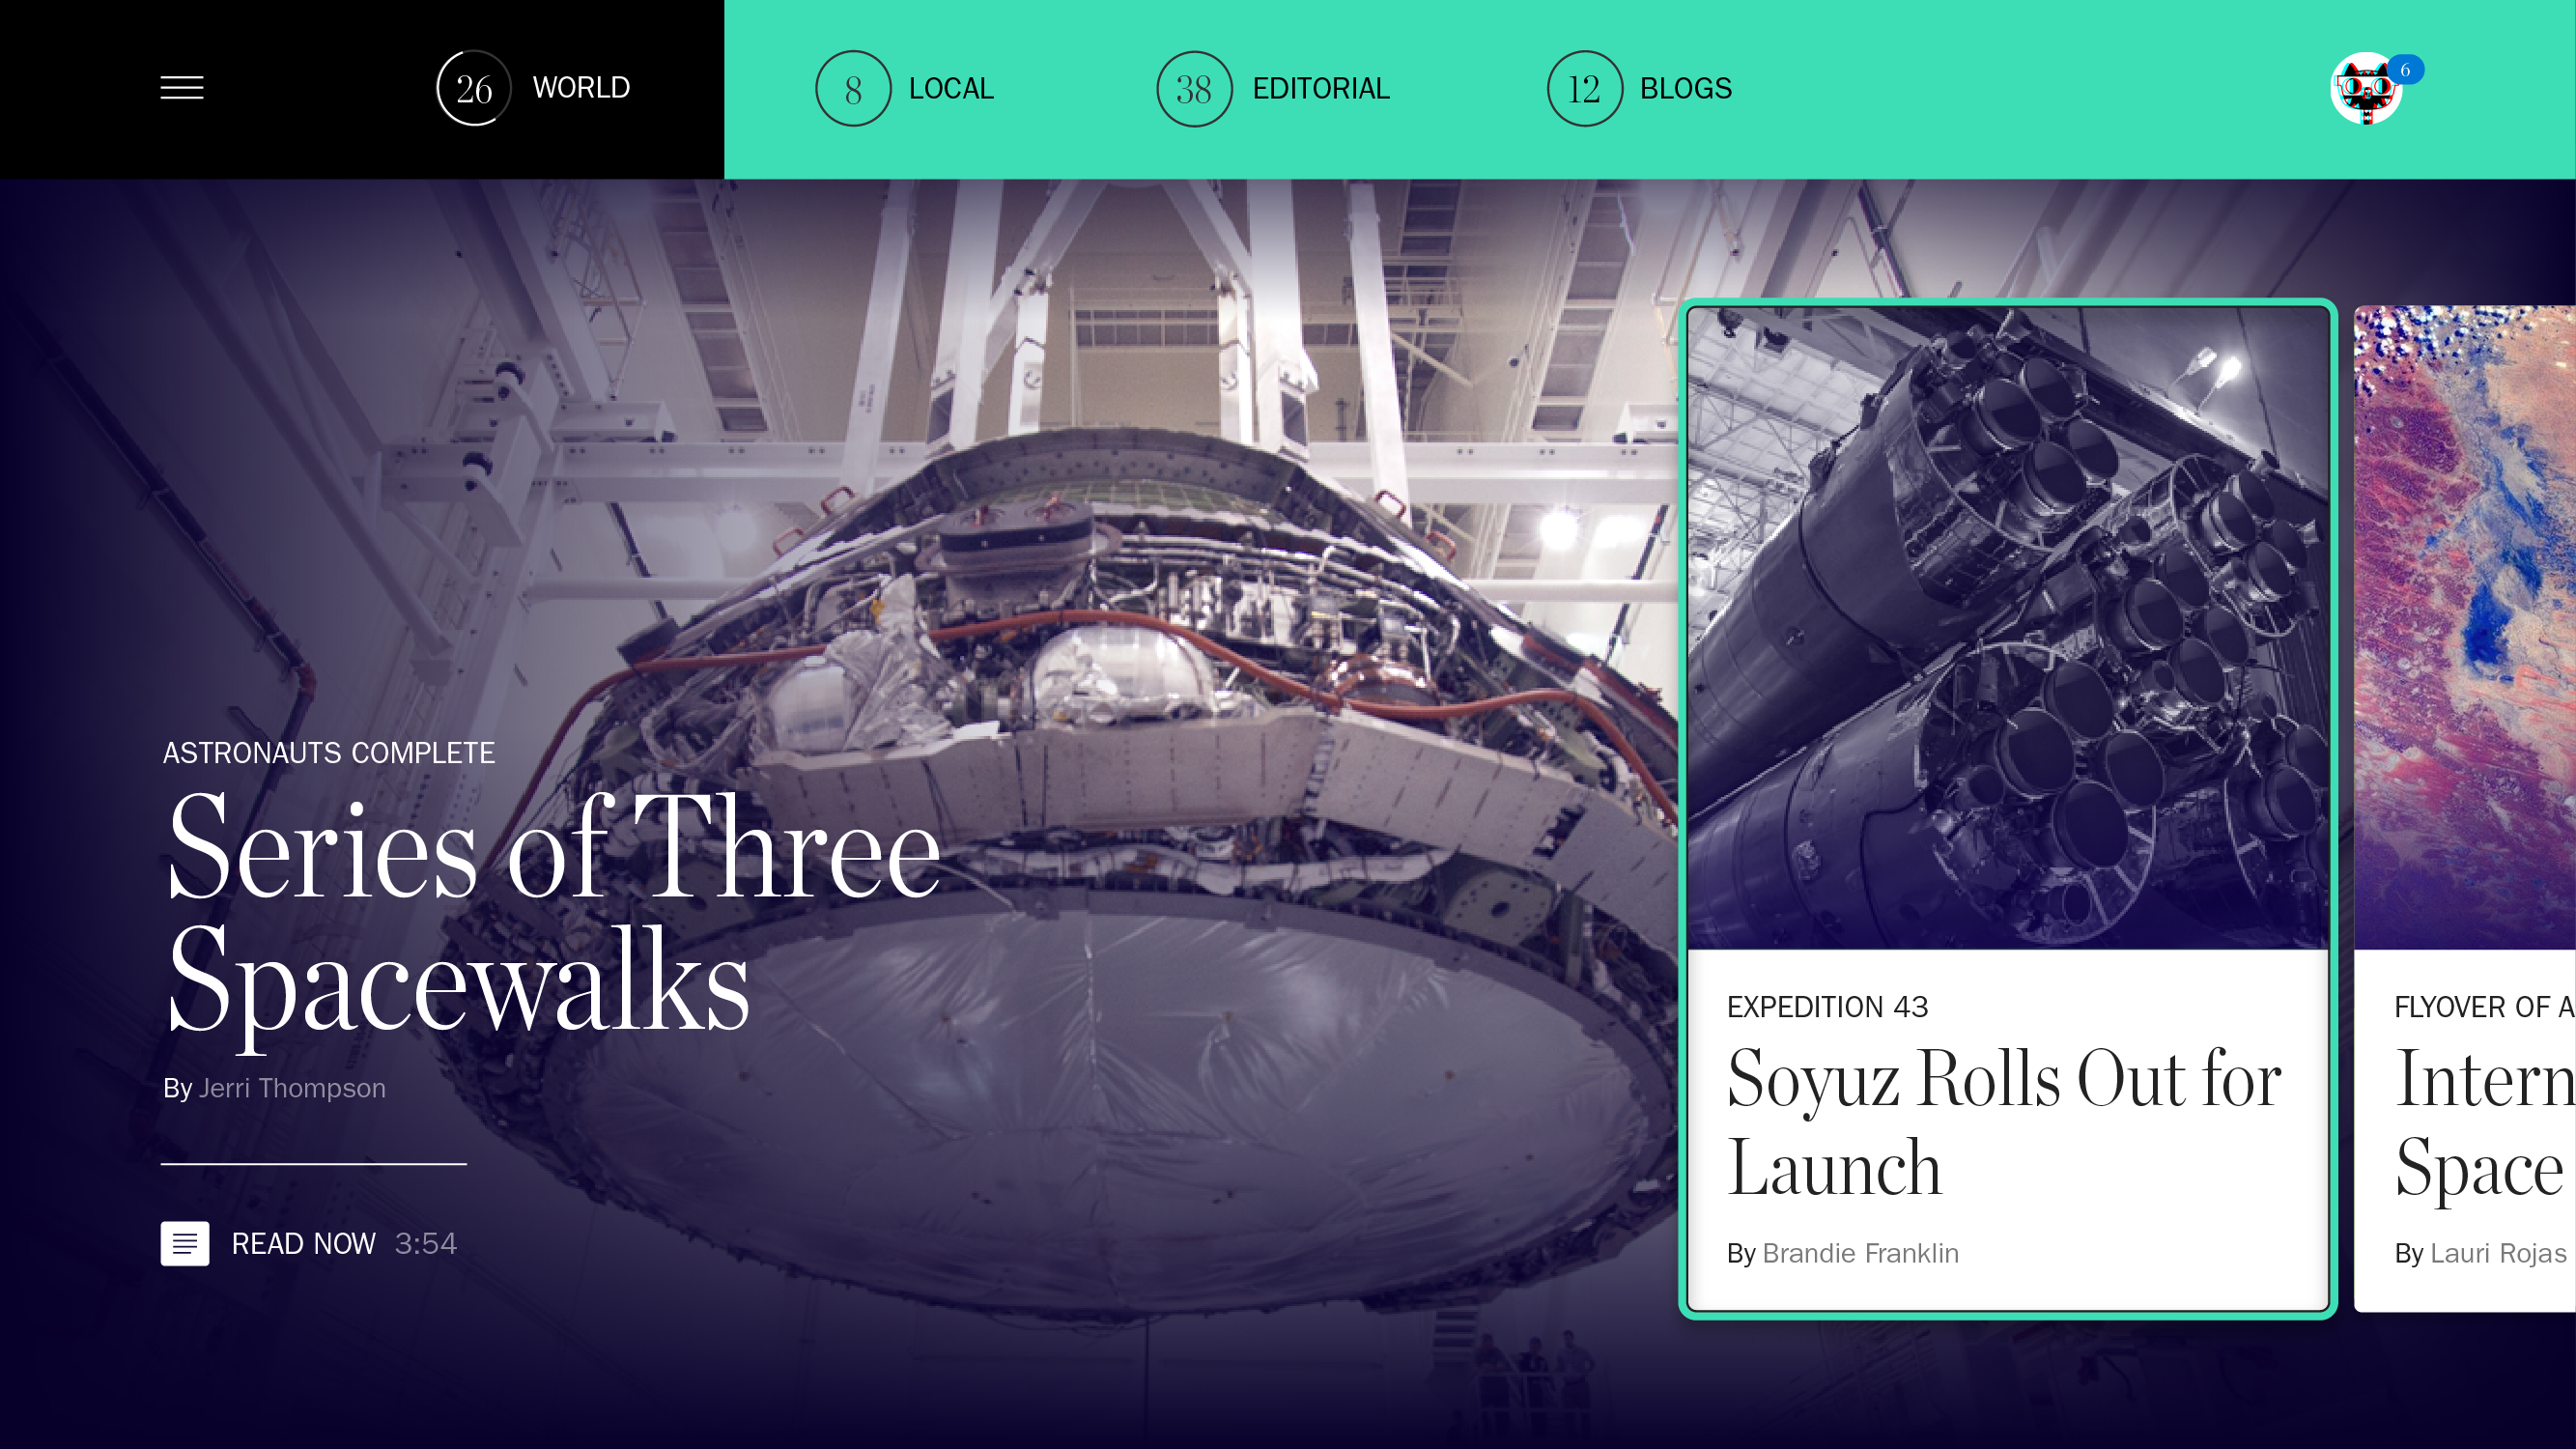 26 WORLD
8 LOCAL
38 EDITORIAL
12 BLOGS
6
ASTRONAUTS COMPLETE
Series of Three
Spacewalks
By Jerri Thompson
READ NOW 3:54
EXPEDITION 43
Soyuz Rolls Out for
Launch
By Brandie Franklin
FLYOVER OF A
Intern
Space
By Lauri Rojas